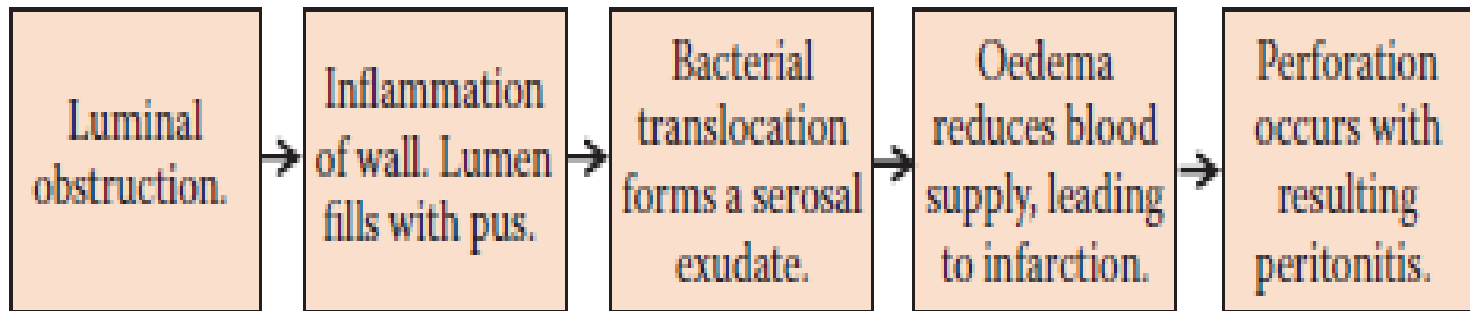 Luminal
obstruction.
Inflammation
of wall. Lumen
fills with pus.
Bacterial
translocation
forms a serosal
exudate.
Oedema
reduces blood
supply, leading
to infarction.
Perforation
occurs with
resulting
peritonitis.